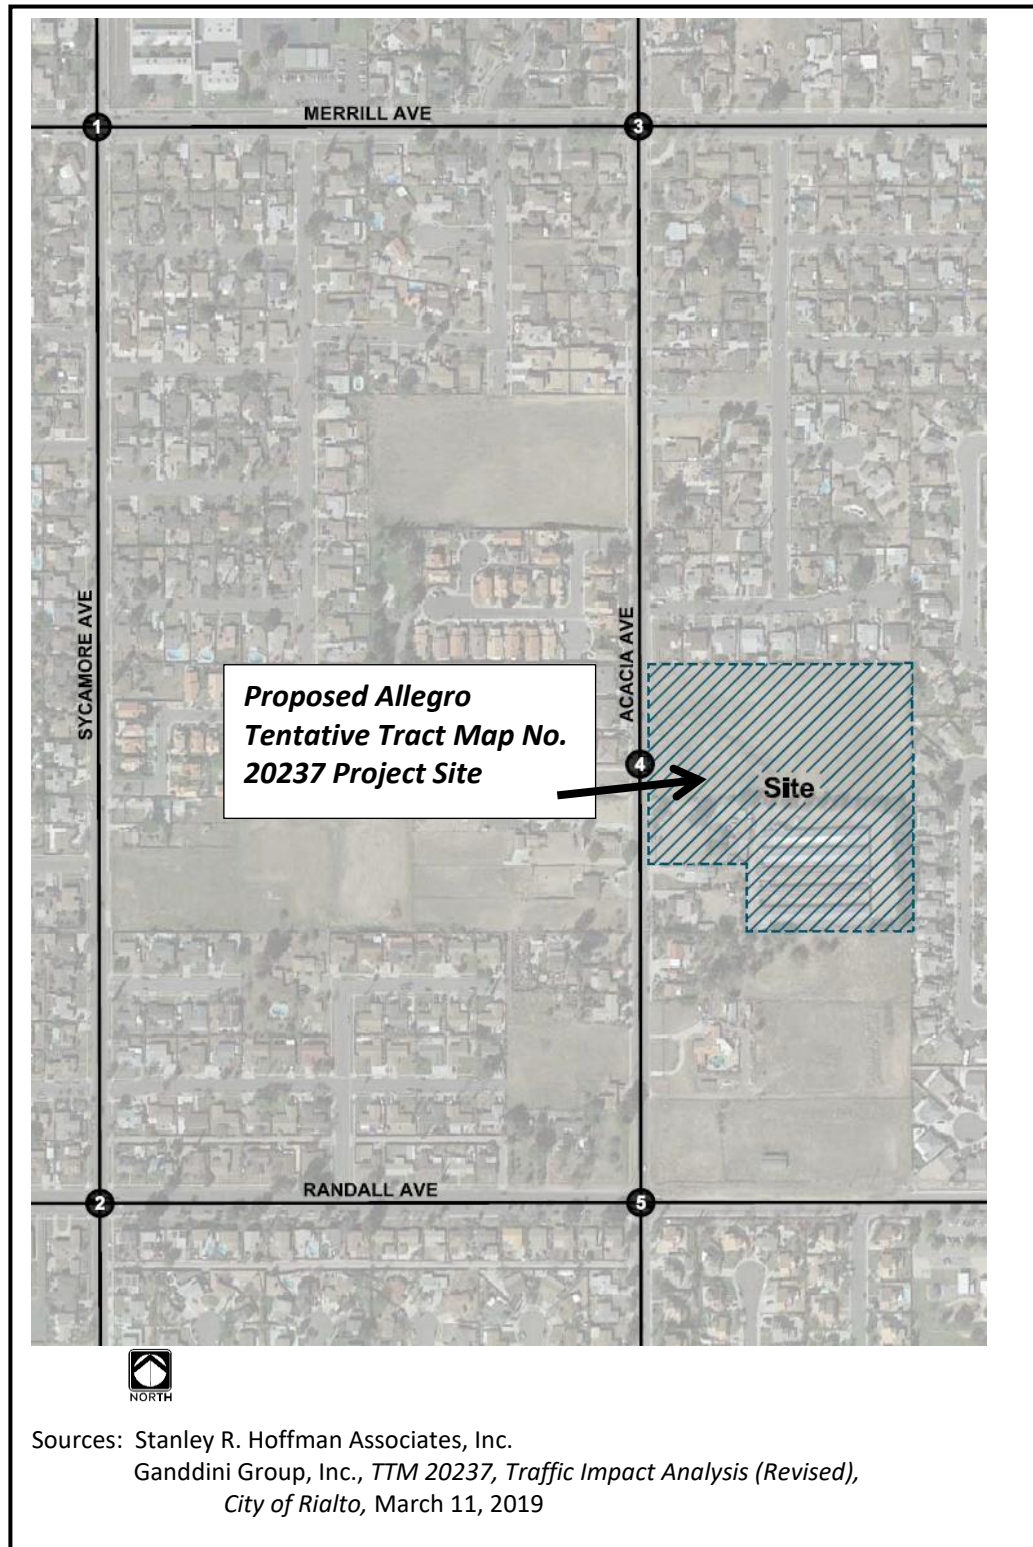 MERRILL AVE
1
3
SYCAMORE AVE
ACACIA AVE
Proposed Allegro
Tentative Tract Map No.
20237 Project Site
4
Site
RANDALL AVE
2
5
NORTH
Sources: Stanley R. Hoffman Associates, Inc.
Ganddini Group, Inc., TTM 20237, Traffic Impact Analysis (Revised),
City of Rialto, March 11, 2019